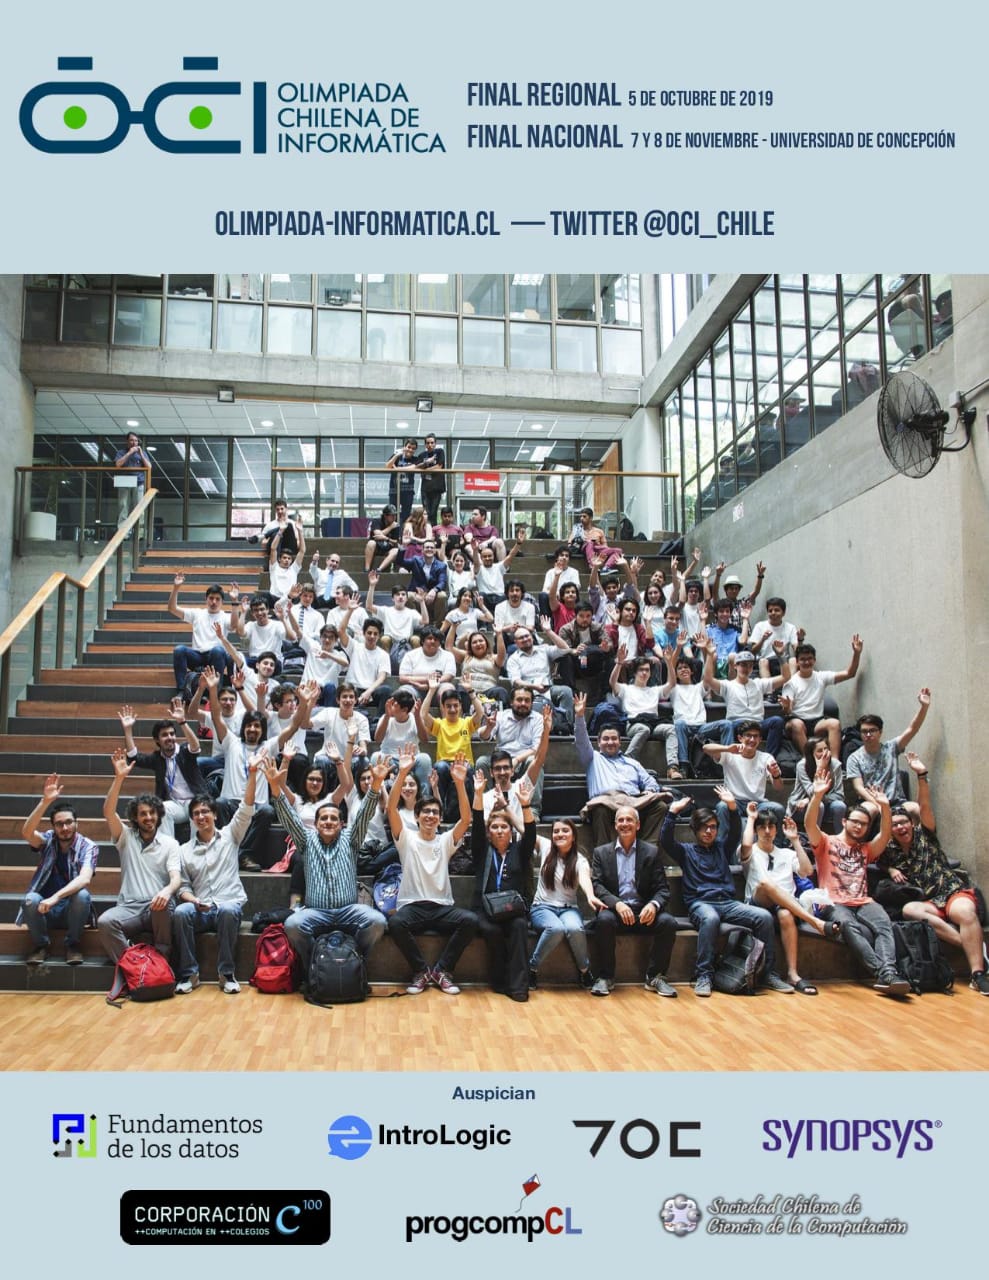 OLIMPIADA
CHILENA DE
INFORMÁTICA
FINAL REGIONAL 5 DE OCTUBRE DE 2019
FINAL NACIONAL 7 Y 8 DE NOVIEMBRE - UNIVERSIDAD DE CONCEPCIÓN
OLIMPIADA-INFORMATICA.CL — TWITTER @OCI_CHILE
Auspician
Fundamentos
de los datos
IntroLogic
TOC
SYNOPSYS®
CORPORACIÓN C100
++COMPUTACIÓN EN ++COLEGIOS
progcompCL
Sociedad Chilena de
Ciencia de la Computación